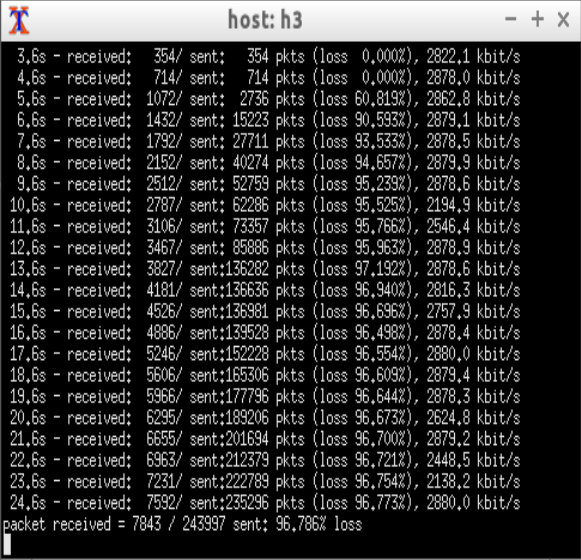 host: h3
3.6s - received: 354/ sent: 354 pkts (loss 0.000%), 2822.1 kbit/s
4.6s - received: 714/ sent: 714 pkts (loss 0.000%), 2878.0 kbit/s
5.6s - received: 1072/ sent: 2736 pkts (loss 60.819%), 2862.8 kbit/s
6.6s - received: 1432/ sent: 15223 pkts (loss 90.593%), 2879.1 kbit/s
7.6s - received: 1792/ sent: 27711 pkts (loss 93.533%), 2878.5 kbit/s
8.6s - received: 2152/ sent: 40274 pkts (loss 94.657%), 2879.9 kbit/s
9.6s - received: 2512/ sent: 52759 pkts (loss 95.239%), 2878.6 kbit/s
10.6s - received: 2787/ sent: 62286 pkts (loss 95.525%), 2194.9 kbit/s
11.6s - received: 3106/ sent: 73357 pkts (loss 95.766%), 2546.4 kbit/s
12.6s - received: 3467/ sent: 85886 pkts (loss 95.963%), 2878.9 kbit/s
13.6s - received: 3827/ sent:136282 pkts (loss 97.192%), 2878.6 kbit/s
14.6s - received: 4181/ sent:136636 pkts (loss 96.940%), 2816.3 kbit/s
15.6s - received: 4526/ sent:136981 pkts (loss 96.696%), 2757.9 kbit/s
16.6s - received: 4886/ sent:139528 pkts (loss 96.498%), 2878.4 kbit/s
17.6s - received: 5246/ sent:152228 pkts (loss 96.554%), 2880.0 kbit/s
18.6s - received: 5606/ sent:165306 pkts (loss 96.609%), 2879.4 kbit/s
19.6s - received: 5966/ sent:177796 pkts (loss 96.644%), 2878.3 kbit/s
20.6s - received: 6295/ sent:189206 pkts (loss 96.673%), 2624.8 kbit/s
21.6s - received: 6655/ sent:201694 pkts (loss 96.700%), 2879.2 kbit/s
22.6s - received: 6963/ sent:212379 pkts (loss 96.721%), 2448.5 kbit/s
23.6s - received: 7231/ sent:222789 pkts (loss 96.754%), 2138.2 kbit/s
24.6s - received: 7592/ sent:235296 pkts (loss 96.773%), 2880.0 kbit/s
packet received = 7843 / 243997 sent: 96.786% loss